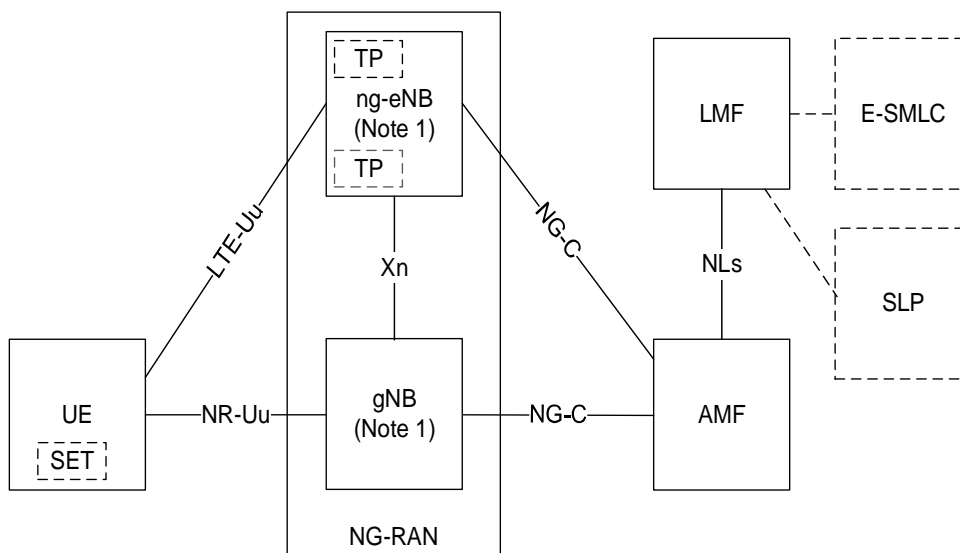 TP
ng-eNB
(Note 1)
TP
LMF
E-SMLC
LTE-Uu
Xn
NG-C
NLs
SLP
UE
SET
NR-Uu
gNB
(Note 1)
NG-C
AMF
NG-RAN